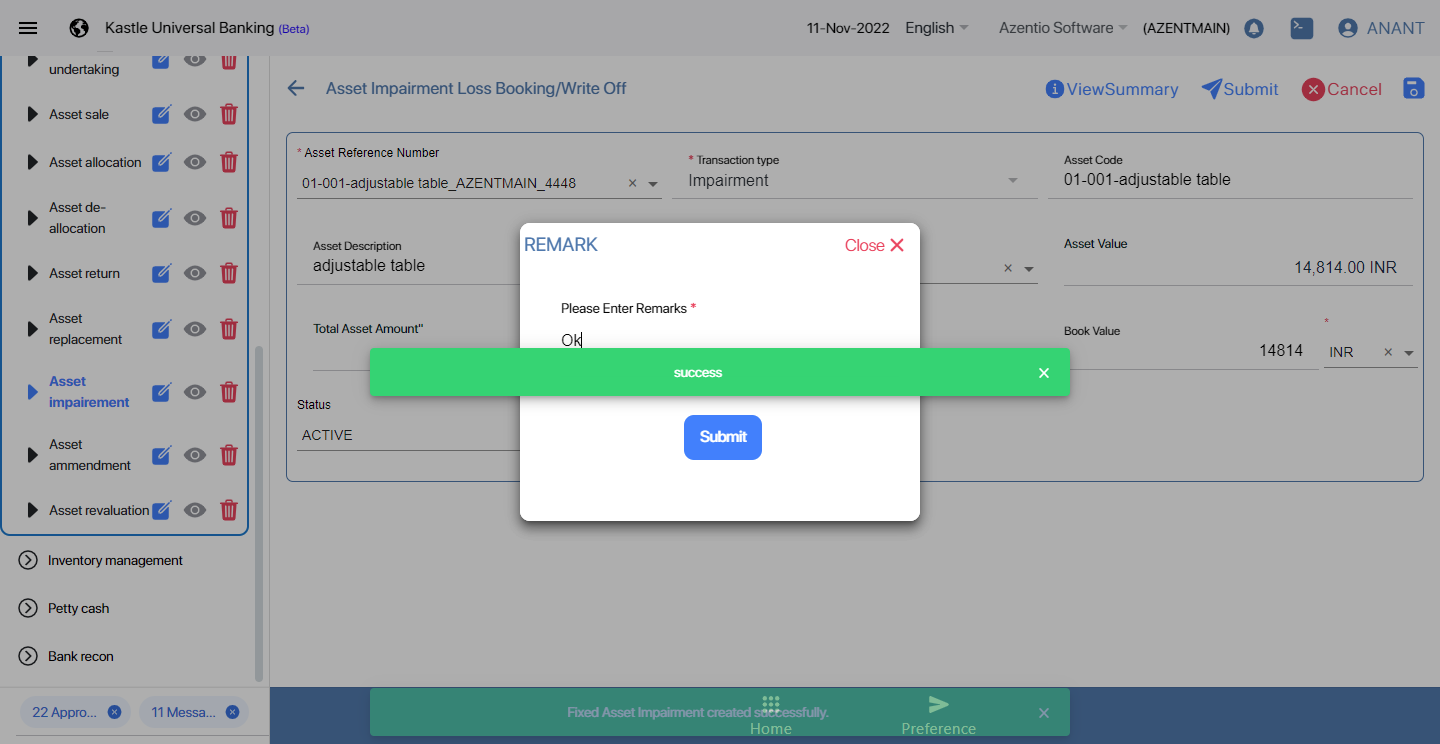 Kastle Universal Banking (Beta)
11-Nov-2022
English
Azentio Software
(AZENTMAIN)
ANANT
undertaking
Asset sale
Asset allocation
Asset de-
allocation
Asset return
Asset
replacement
Asset
impairement
Asset
ammendment
Asset revaluation
Inventory management
Petty cash
Bank recon
22 Appro...
11 Messa...
Asset Impairment Loss Booking/Write Off
ViewSummary
Submit
Cancel
* Asset Reference Number
01-001-adjustable table_AZENTMAIN_4448
* Transaction type
Impairment
Asset Code
01-001-adjustable table
Asset Description
adjustable table
Asset Value
14,814.00 INR
Total Asset Amount"
Book Value
14814
*
INR
Status
ACTIVE
REMARK
Close
Please Enter Remarks *
Ok
success
Submit
Fixed Asset Impairment created successfully.
Home
Preference